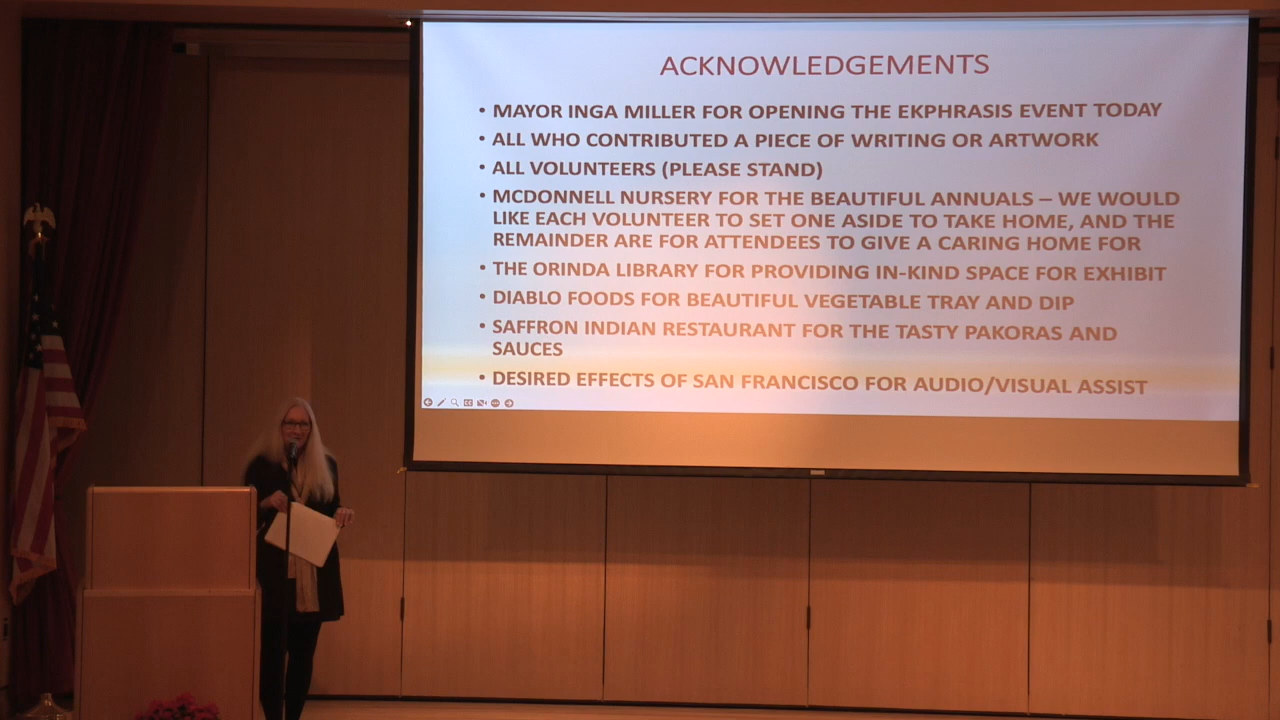 ACKNOWLEDGEMENTS
• MAYOR INGA MILLER FOR OPENING THE EKPHRASIS EVENT TODAY
• ALL WHO CONTRIBUTED A PIECE OF WRITING OR ARTWORK
• ALL VOLUNTEERS (PLEASE STAND)
• MCDONNELL NURSERY FOR THE BEAUTIFUL ANNUALS – WE WOULD
LIKE EACH VOLUNTEER TO SET ONE ASIDE TO TAKE HOME, AND THE
REMAINDER ARE FOR ATTENDEES TO GIVE A CARING HOME FOR
• THE ORINDA LIBRARY FOR PROVIDING IN-KIND SPACE FOR EXHIBIT
• DIABLO FOODS FOR BEAUTIFUL VEGETABLE TRAY AND DIP
• SAFFRON INDIAN RESTAURANT FOR THE TASTY PAKORAS AND
SAUCES
• DESIRED EFFECTS OF SAN FRANCISCO FOR AUDIO/VISUAL ASSIST